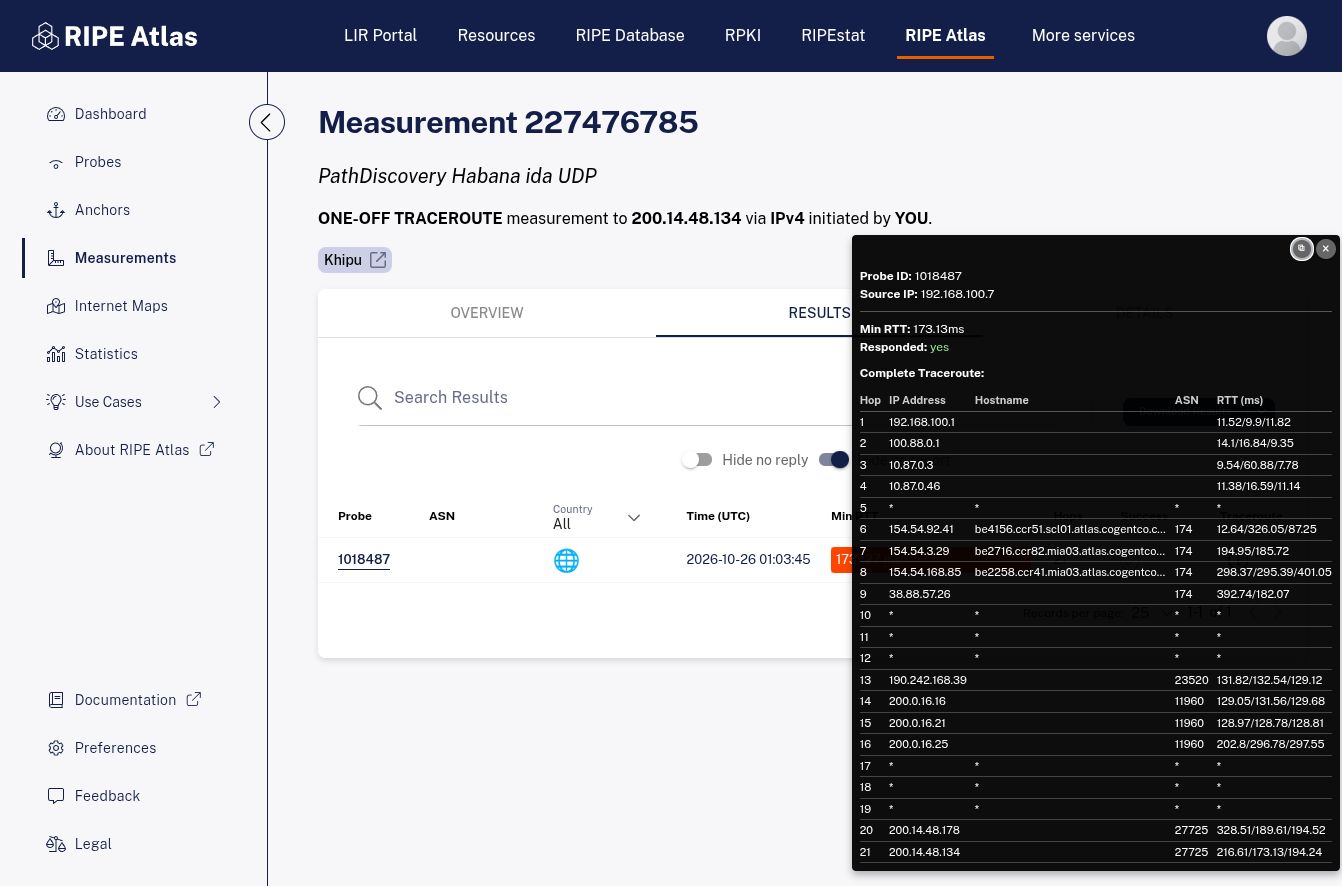 RIPE Atlas
LIR Portal Resources RIPE Database RPKI RIPEstat RIPE Atlas More services
Dashboard
Probes
Anchors
Measurements
Internet Maps
Statistics
Use Cases
About RIPE Atlas
Documentation
Preferences
Feedback
Legal
Measurement 227476785
PathDiscovery Habana ida UDP
ONE-OFF TRACEROUTE measurement to 200.14.48.134 via IPv4 initiated by YOU.
Khipu
OVERVIEW RESULTS DETAILS
Search Results
Hide no reply
Probe ASN Country Time (UTC)
All
1018487 2026-10-26 01:03:45
Records per page: 25 1-1 of 1
Probe ID: 1018487
Source IP: 192.168.100.7
Min RTT: 173.13ms
Responded: yes
Complete Traceroute:
Hop IP Address Hostname ASN RTT (ms)
1 192.168.100.1 11.52/9.9/11.82
2 100.88.0.1 14.1/16.84/9.35
3 10.87.0.3 9.54/60.88/7.78
4 10.87.0.46 11.38/16.59/11.14
5 * * * *
6 154.54.92.41 be4156.ccr51.scl01.atlas.cogentco.c... 174 12.64/326.05/87.25
7 154.54.3.29 be2716.ccr82.mia03.atlas.cogentco... 174 194.95/185.72
8 154.54.168.85 be2258.ccr41.mia03.atlas.cogentco... 174 298.37/295.39/401.05
9 38.88.57.26 174 392.74/182.07
10 * * * *
11 * * * *
12 * * * *
13 190.242.168.39 23520 131.82/132.54/129.12
14 200.0.16.16 11960 129.05/131.56/129.68
15 200.0.16.21 11960 128.97/128.78/128.81
16 200.0.16.25 11960 202.8/296.78/297.55
17 * * * *
18 * * * *
19 * * * *
20 200.14.48.178 27725 328.51/189.61/194.52
21 200.14.48.134 27725 216.61/173.13/194.24